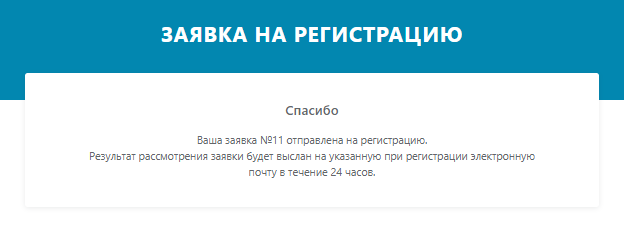 ЗАЯВКА НА РЕГИСТРАЦИЮ
Спасибо
Ваша заявка №11 отправлена на регистрацию.
Результат рассмотрения заявки будет выслан на указанную при регистрации электронную
почту в течение 24 часов.